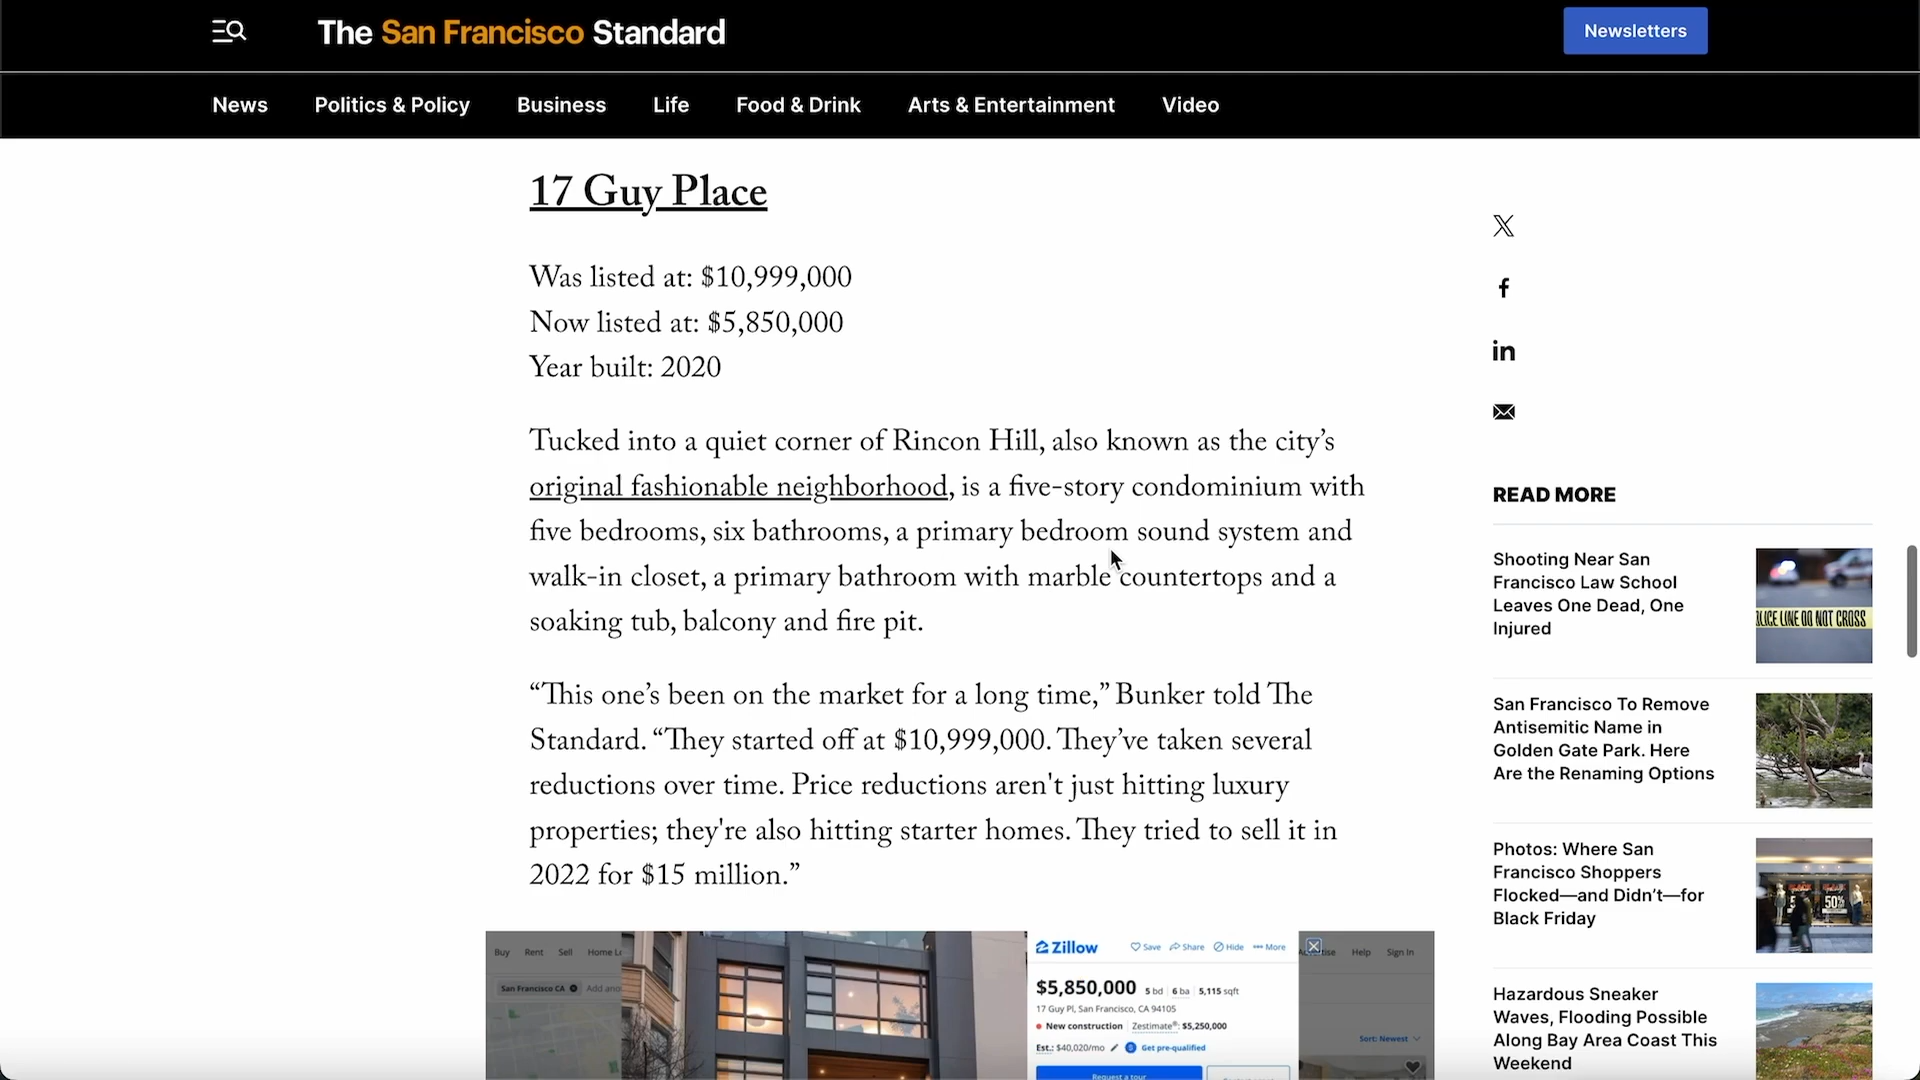 The San Francisco Standard
Newsletters
News Politics & Policy Business Life Food & Drink Arts & Entertainment Video
17 Guy Place
Was listed at: $10,999,000
Now listed at: $5,850,000
Year built: 2020
Tucked into a quiet corner of Rincon Hill, also known as the city’s
original fashionable neighborhood, is a five-story condominium with
five bedrooms, six bathrooms, a primary bedroom sound system and
walk-in closet, a primary bathroom with marble countertops and a
soaking tub, balcony and fire pit.
“This one’s been on the market for a long time,” Bunker told The
Standard. “They started off at $10,999,000. They’ve taken several
reductions over time. Price reductions aren't just hitting luxury
properties; they're also hitting starter homes. They tried to sell it in
2022 for $15 million.”
Buy Rent Sell Home
San Francisco CA Add
Zillow Save Share Hide More
$5,850,000 5 bd 6 ba 5,115 sqft
17 Guy Pl, San Francisco, CA 94105
New construction Zestimate®: $5,250,000
Est.: $40,020/mo Get pre-qualified
Request a tour
Help Sign In
Sort: Newest
READ MORE
Shooting Near San
Francisco Law School
Leaves One Dead, One
Injured
POLICE LINE DO NOT CROSS
San Francisco To Remove
Antisemitic Name in
Golden Gate Park. Here
Are the Renaming Options
Photos: Where San
Francisco Shoppers
Flocked—and Didn’t—for
Black Friday
50%
Hazardous Sneaker
Waves, Flooding Possible
Along Bay Area Coast This
Weekend